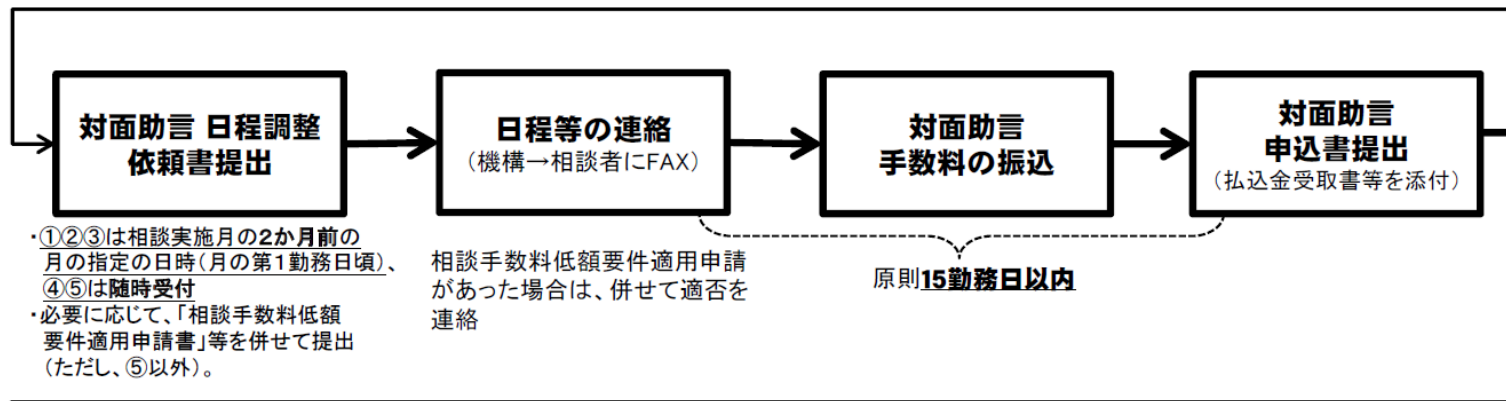 対面助言 日程調整
依頼書提出
日程等の連絡
(機構→相談者にFAX)
対面助言
手数料の振込
対面助言
申込書提出
(払込金受取書等を添付)
・①②③は相談実施月の2か月前の
月の指定の日時(月の第1勤務日頃)、
④⑤は随時受付
・必要に応じて、「相談手数料低額
要件適用申請書」等を併せて提出
(ただし、⑤以外)。
相談手数料低額要件適用申請
があった場合は、併せて適否を
連絡
原則15勤務日以内